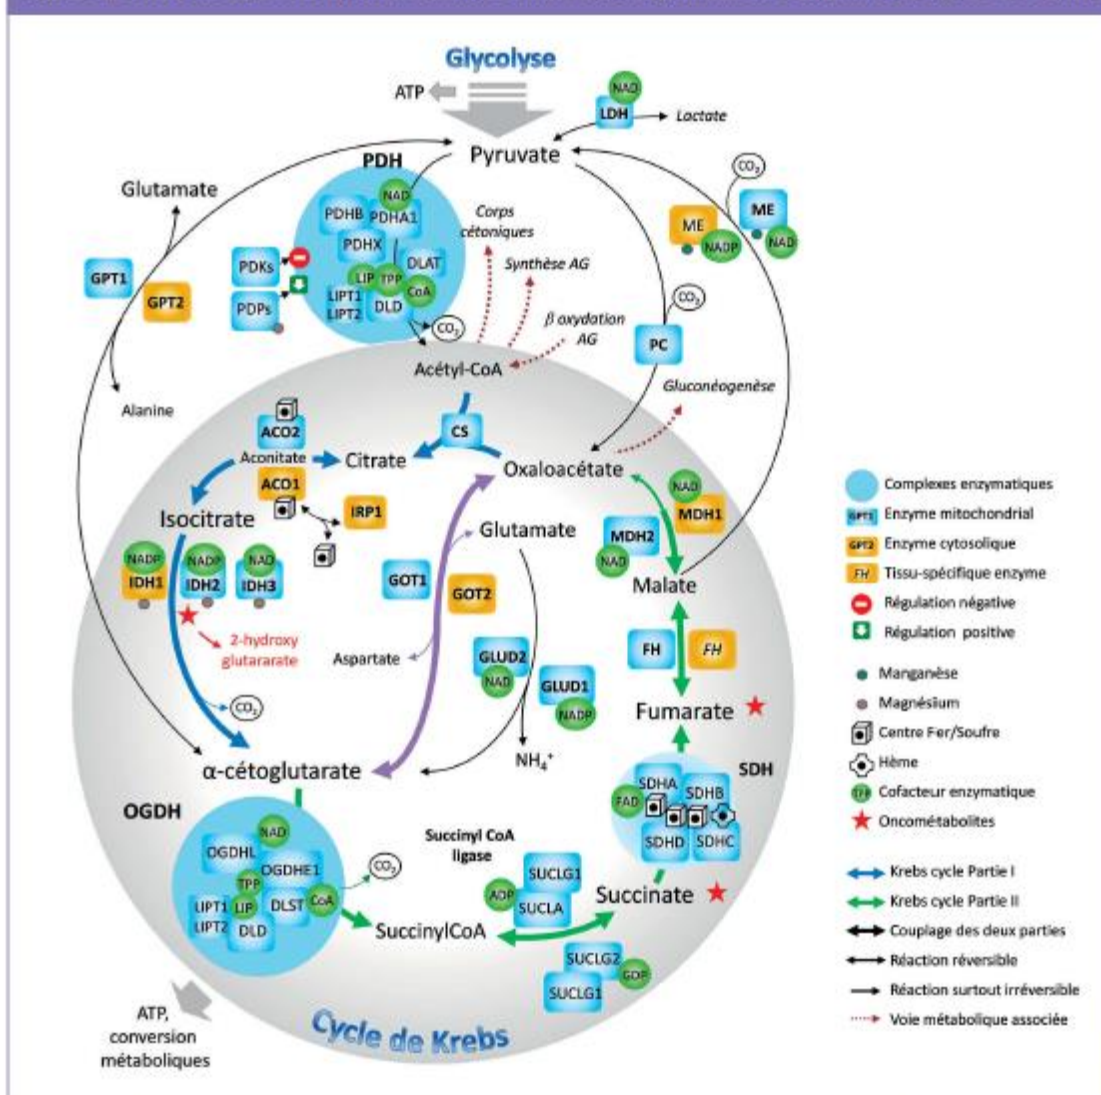 Glycolyse
ATP
NAD
LDH
Lactate
Pyruvate
PDH
CO₂
Glutamate
NAD
PDHB
PDHA1
Corps
cétoniques
ME
ME
NADP
NAD
PDHX
DLAT
PDKs
Synthèse AG
GPT1
LIP
TPP
CoA
GPT2
PDPs
LIPT1
LIPT2
DLD
CO₂
CO₂
β oxydation
AG
PC
Acétyl-CoA
Gluconéogenèse
Alanine
ACO2
CS
Aconitate
Citrate
Oxaloacétate
ACO1
NAD
IRP1
MDH1
Isocitrate
Glutamate
MDH2
NADP
NADP
NAD
NAD
IDH1
IDH2
IDH3
GOT1
GOT2
Malate
2-hydroxy
glutararate
Aspartate
GLUD2
NAD
FH
FH
GLUD1
NADP
CO₂
Fumarate
NH₄⁺
α-cétoglutarate
SDH
OGDH
SDHA
SDHB
FAD
NAD
Succinyl CoA
ligase
SDHD
SDHC
OGDHL
OGDHE1
CO₂
TPP
SUCLG1
LIPT1
LIPT2
LIP
DLST
CoA
ADP
SUCLA
Succinate
DLD
SuccinylCoA
SUCLG2
GDP
SUCLG1
ATP,
conversion
métaboliques
Cycle de Krebs
Complexes enzymatiques
GPT1 Enzyme mitochondrial
GPT2 Enzyme cytosolique
FH Tissu-spécifique enzyme
Régulation négative
Régulation positive
Manganèse
Magnésium
Centre Fer/Soufre
Hème
TPP Cofacteur enzymatique
Oncométabolites
Krebs cycle Partie I
Krebs cycle Partie II
Couplage des deux parties
Réaction réversible
Réaction surtout irréversible
Voie métabolique associée